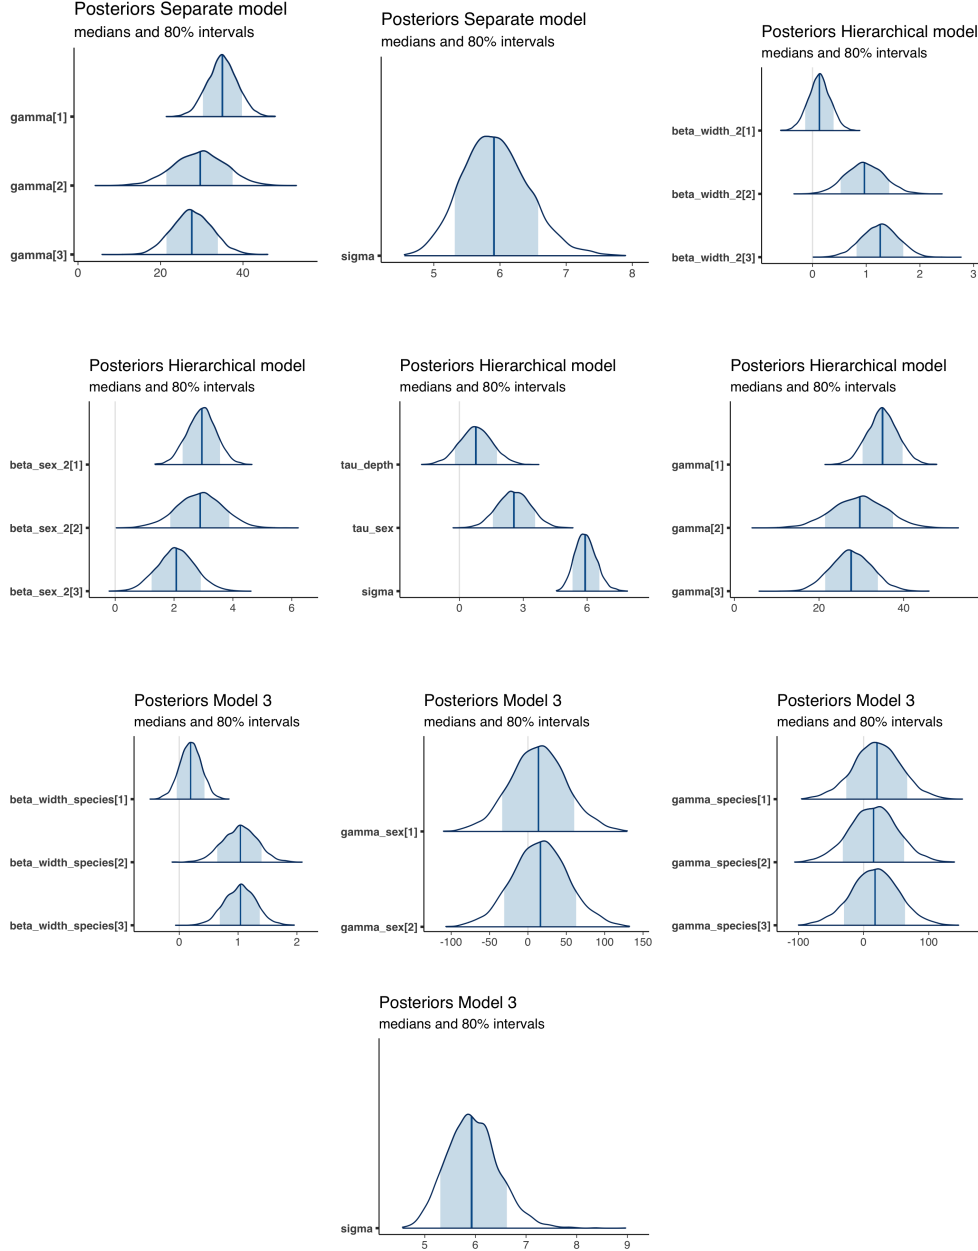 Posteriors Separate model
medians and 80% intervals
gamma[1]
gamma[2]
gamma[3]
0 20 40
Posteriors Separate model
medians and 80% intervals
sigma
5 6 7 8
Posteriors Hierarchical model
medians and 80% intervals
beta_width_2[1]
beta_width_2[2]
beta_width_2[3]
0 1 2 3
Posteriors Hierarchical model
medians and 80% intervals
beta_sex_2[1]
beta_sex_2[2]
beta_sex_2[3]
0 2 4 6
Posteriors Hierarchical model
medians and 80% intervals
tau_depth
tau_sex
sigma
0 3 6
Posteriors Hierarchical model
medians and 80% intervals
gamma[1]
gamma[2]
gamma[3]
0 20 40
Posteriors Model 3
medians and 80% intervals
beta_width_species[1]
beta_width_species[2]
beta_width_species[3]
0 1 2
Posteriors Model 3
medians and 80% intervals
gamma_sex[1]
gamma_sex[2]
-100 -50 0 50 100 150
Posteriors Model 3
medians and 80% intervals
gamma_species[1]
gamma_species[2]
gamma_species[3]
-100 0 100
Posteriors Model 3
medians and 80% intervals
sigma
5 6 7 8 9